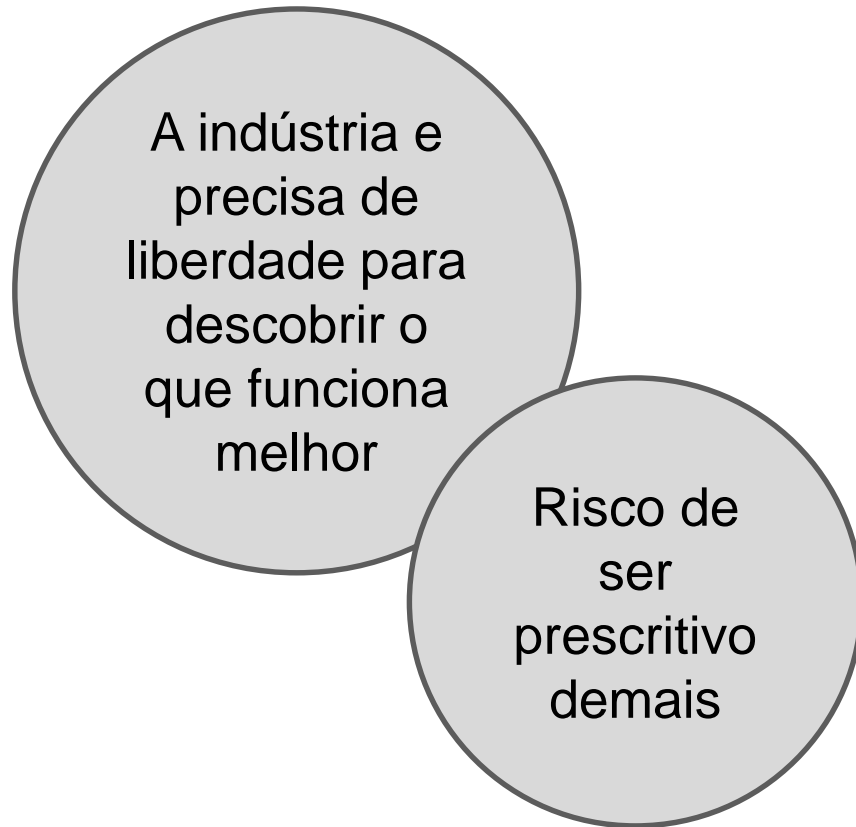 A indústria e
precisa de
liberdade para
descobrir o
que funciona
melhor
Risco de
ser
prescritivo
demais